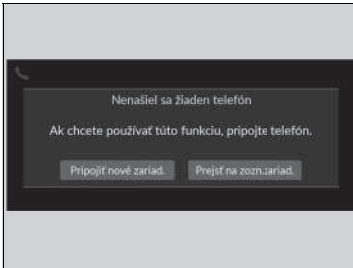 Nenašiel sa žiaden telefón
Ak chcete používať túto funkciu, pripojte telefón.
Pripojiť nové zariad.
Prejsť na zozn.zariad.